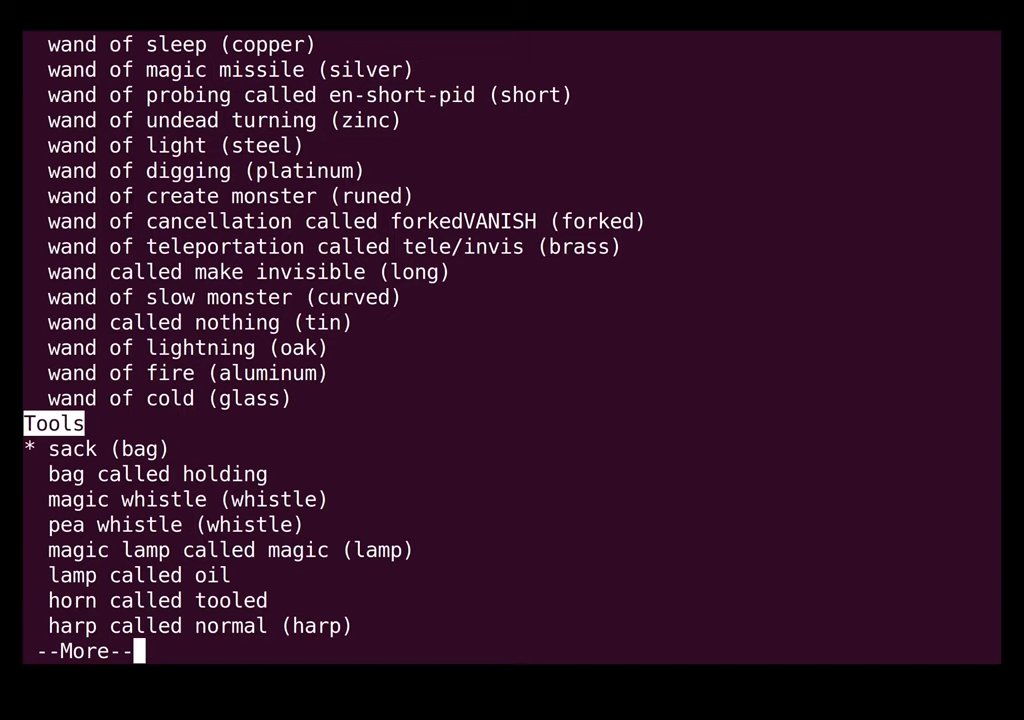 wand of sleep (copper)
wand of magic missile (silver)
wand of probing called en-short-pid (short)
wand of undead turning (zinc)
wand of light (steel)
wand of digging (platinum)
wand of create monster (runed)
wand of cancellation called forkedVANISH (forked)
wand of teleportation called tele/invis (brass)
wand called make invisible (long)
wand of slow monster (curved)
wand called nothing (tin)
wand of lightning (oak)
wand of fire (aluminum)
wand of cold (glass)
Tools
* sack (bag)
bag called holding
magic whistle (whistle)
pea whistle (whistle)
magic lamp called magic (lamp)
lamp called oil
horn called tooled
harp called normal (harp)
--More--